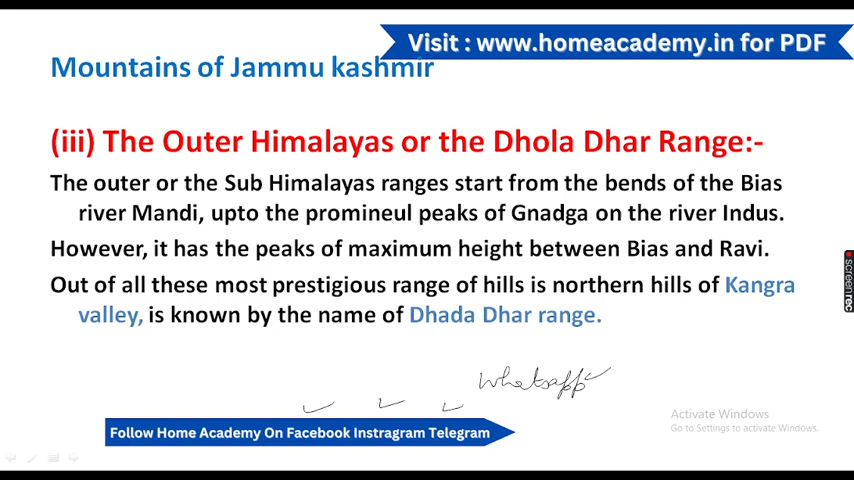 Visit : www.homeacademy.in for PDF
Mountains of Jammu kashmir
(iii) The Outer Himalayas or the Dhola Dhar Range:-
The outer or the Sub Himalayas ranges start from the bends of the Bias
river Mandi, upto the promineul peaks of Gnadga on the river Indus.
However, it has the peaks of maximum height between Bias and Ravi.
Out of all these most prestigious range of hills is northern hills of Kangra
valley, is known by the name of Dhada Dhar range.
Whatsapp
Follow Home Academy On Facebook Instragram Telegram
Activate Windows
Go to Settings to activate Windows.
screenrec